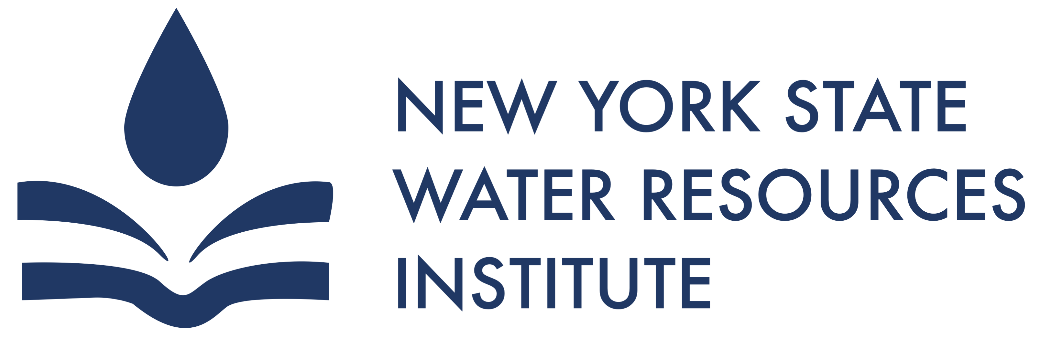 NEW YORK STATE
WATER RESOURCES
INSTITUTE